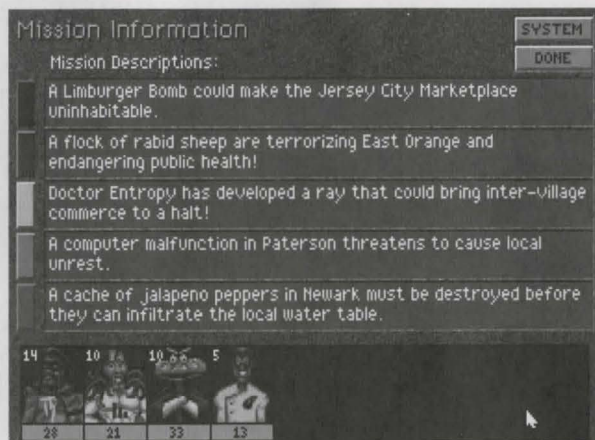 Mission Information
SYSTEM
DONE
Mission Descriptions:
A Limburger Bomb could make the Jersey City Marketplace
uninhabitable.
A flock of rabid sheep are terrorizing East Orange and
endangering public health!
Doctor Entropy has developed a ray that could bring inter-village
commerce to a halt!
A computer malfunction in Paterson threatens to cause local
unrest.
A cache of jalapeno peppers in Newark must be destroyed before
they can infiltrate the local water table.
14 10 10 5
28 21 33 13